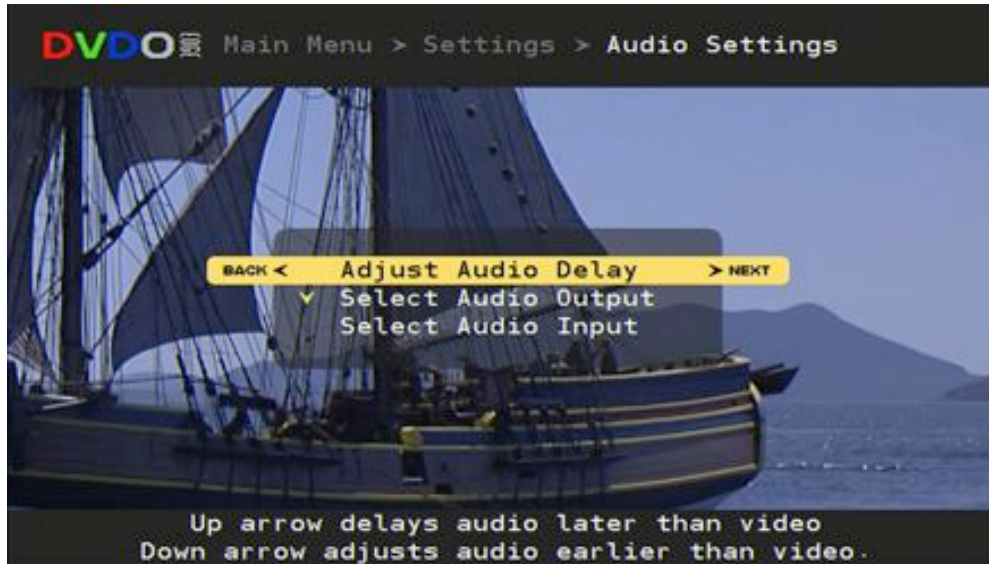 DVDO EDGE Main Menu > Settings > Audio Settings
BACK < Adjust Audio Delay > NEXT
Select Audio Output
Select Audio Input
Up arrow delays audio later than video
Down arrow adjusts audio earlier than video.